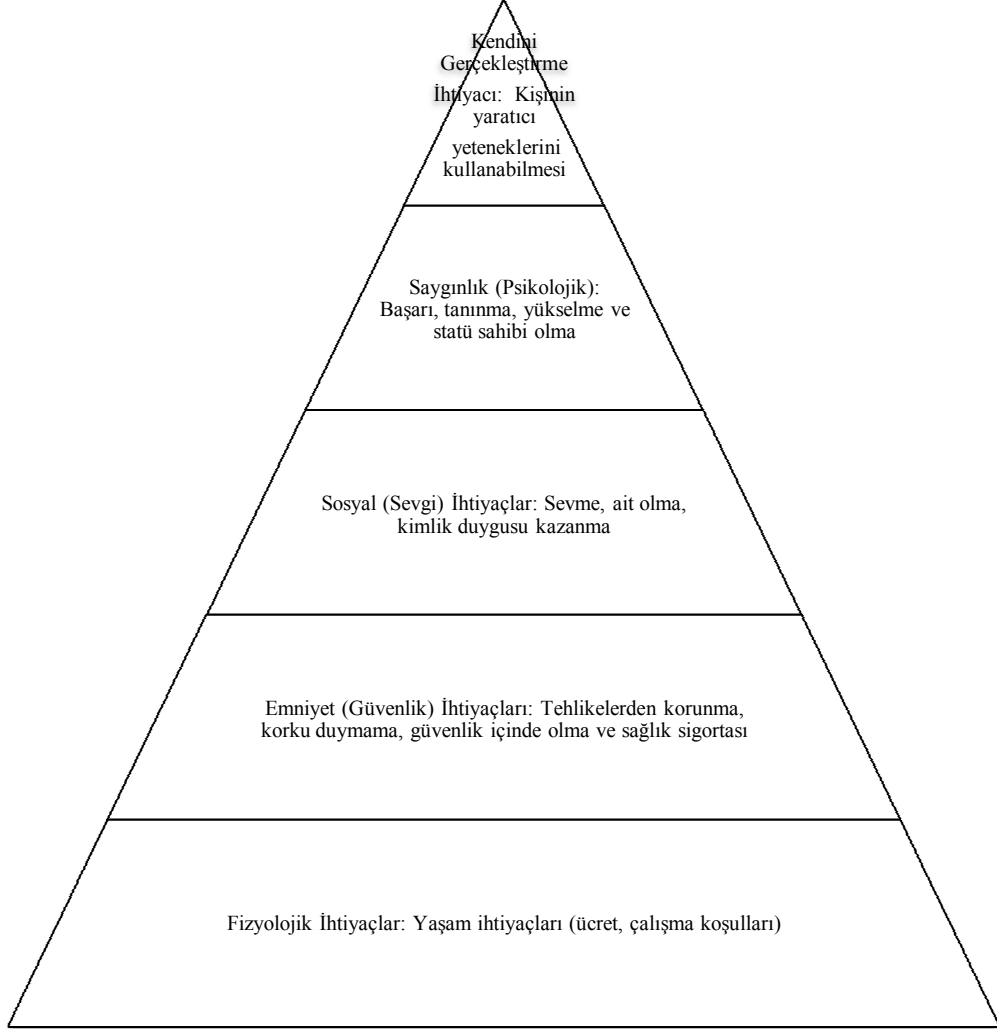 Kendini
Gerçekleştirme
İhtiyacı: Kişinin
yaratıcı
yeteneklerini
kullanabilmesi
Saygınlık (Psikolojik):
Başarı, tanınma, yükselme ve
statü sahibi olma
Sosyal (Sevgi) İhtiyaçlar: Sevme, ait olma,
kimlik duygusu kazanma
Emniyet (Güvenlik) İhtiyaçları: Tehlikelerden korunma,
korku duymama, güvenlik içinde olma ve sağlık sigortası
Fizyolojik İhtiyaçlar: Yaşam ihtiyaçları (ücret, çalışma koşulları)